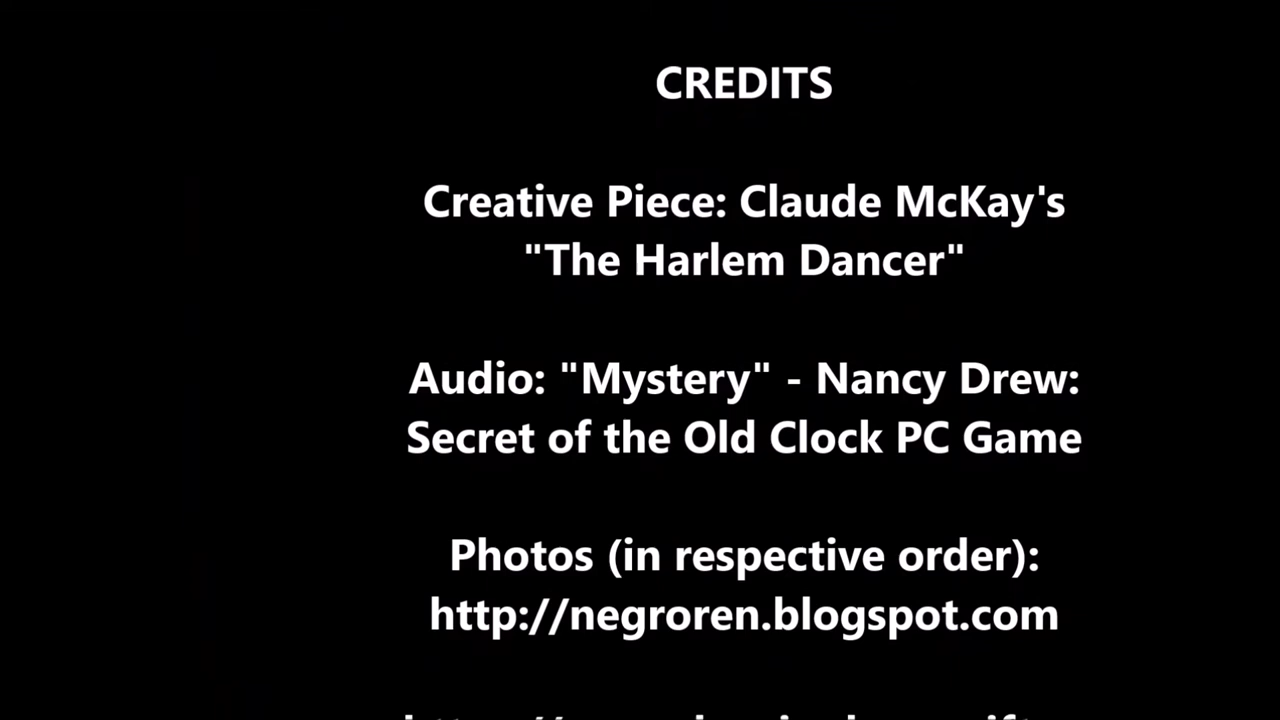 CREDITS
Creative Piece: Claude McKay's
"The Harlem Dancer"
Audio: "Mystery" - Nancy Drew:
Secret of the Old Clock PC Game
Photos (in respective order):
http://negroren.blogspot.com